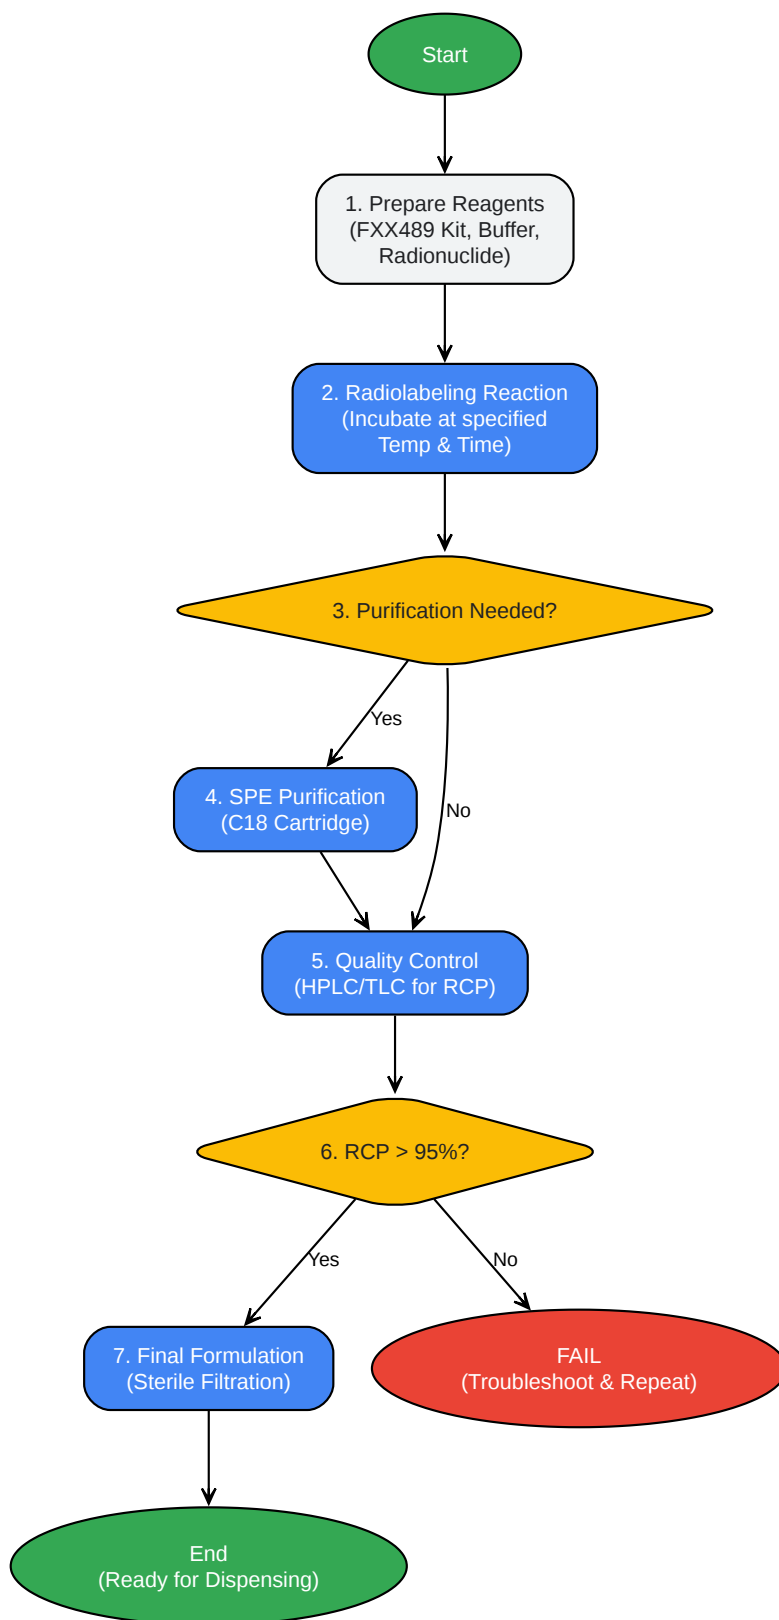 Start
1. Prepare Reagents
(FXX489 Kit, Buffer,
Radionuclide)
2. Radiolabeling Reaction
(Incubate at specified
Temp & Time)
3. Purification Needed?
Yes
4. SPE Purification
(C18 Cartridge)
No
5. Quality Control
(HPLC/TLC for RCP)
6. RCP > 95%?
Yes
No
7. Final Formulation
(Sterile Filtration)
FAIL
(Troubleshoot & Repeat)
End
(Ready for Dispensing)